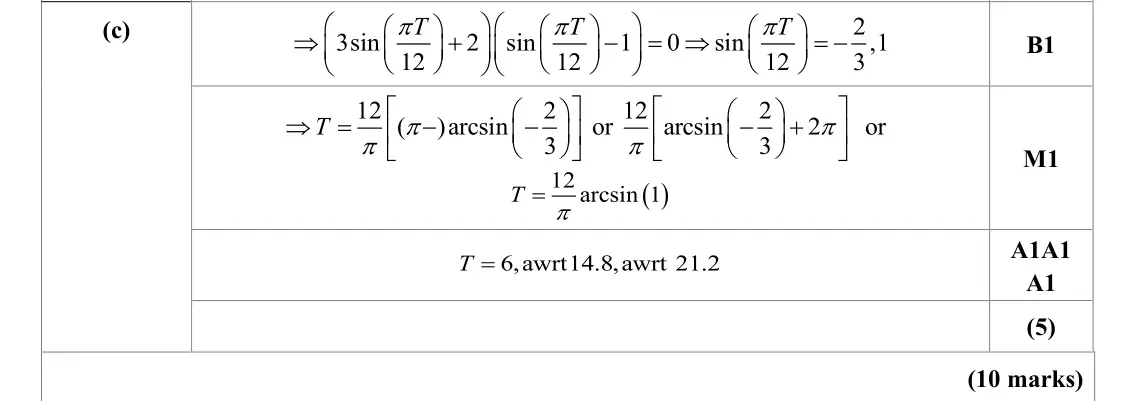 (c) ⇒ (3sin(πT/12)+2)(sin(πT/12)−1)=0 ⇒ sin(πT/12)=−2/3,1 B1
⇒ T = 12/π[(π−)arcsin(−2/3)] or 12/π[arcsin(−2/3)+2π] or
T = 12/π arcsin(1) M1
T = 6, awrt14.8, awrt 21.2 A1A1
A1
(5)
(10 marks)